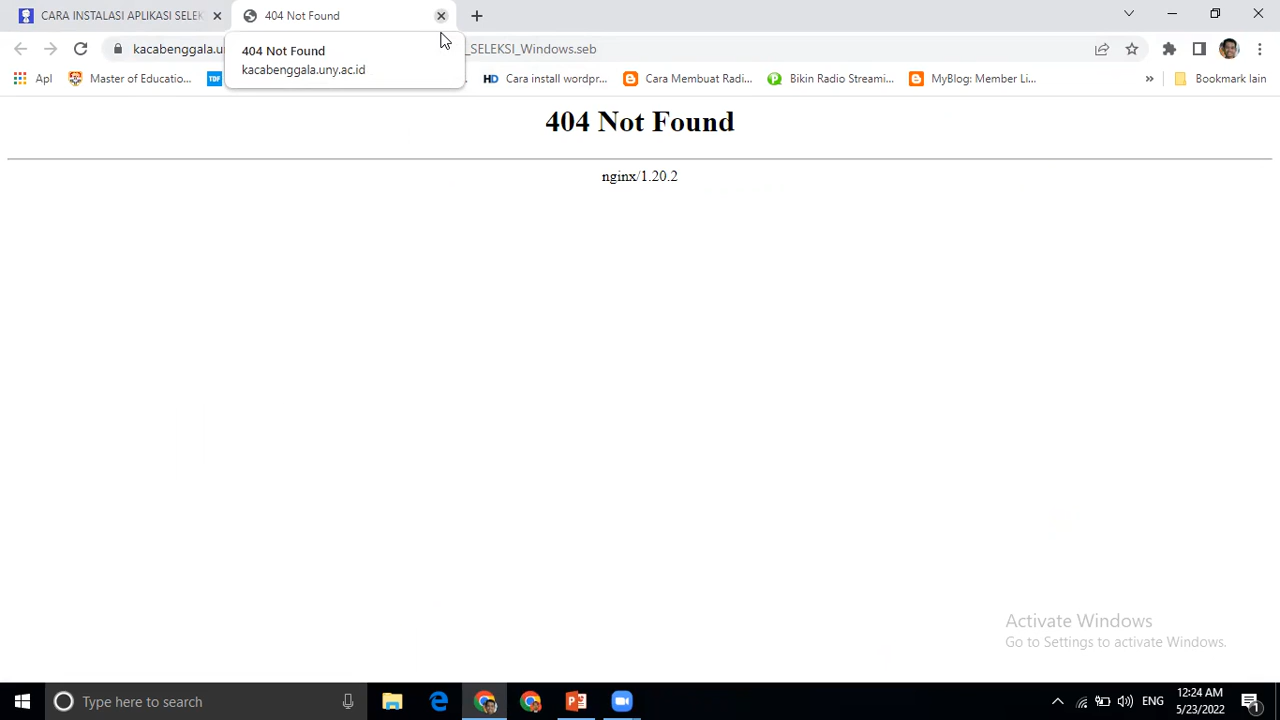 CARA INSTALASI APLIKASI SELEK
404 Not Found
kacabenggala.u
_SELEKSI_Windows.seb
404 Not Found
kacabenggala.uny.ac.id
Apl
Master of Educatio...
TDF
HD
Cara install wordpr...
Cara Membuat Radi...
Bikin Radio Streami...
MyBlog: Member Li...
»
Bookmark lain
404 Not Found
nginx/1.20.2
Activate Windows
Go to Settings to activate Windows.
Type here to search
ENG
12:24 AM
5/23/2022
1